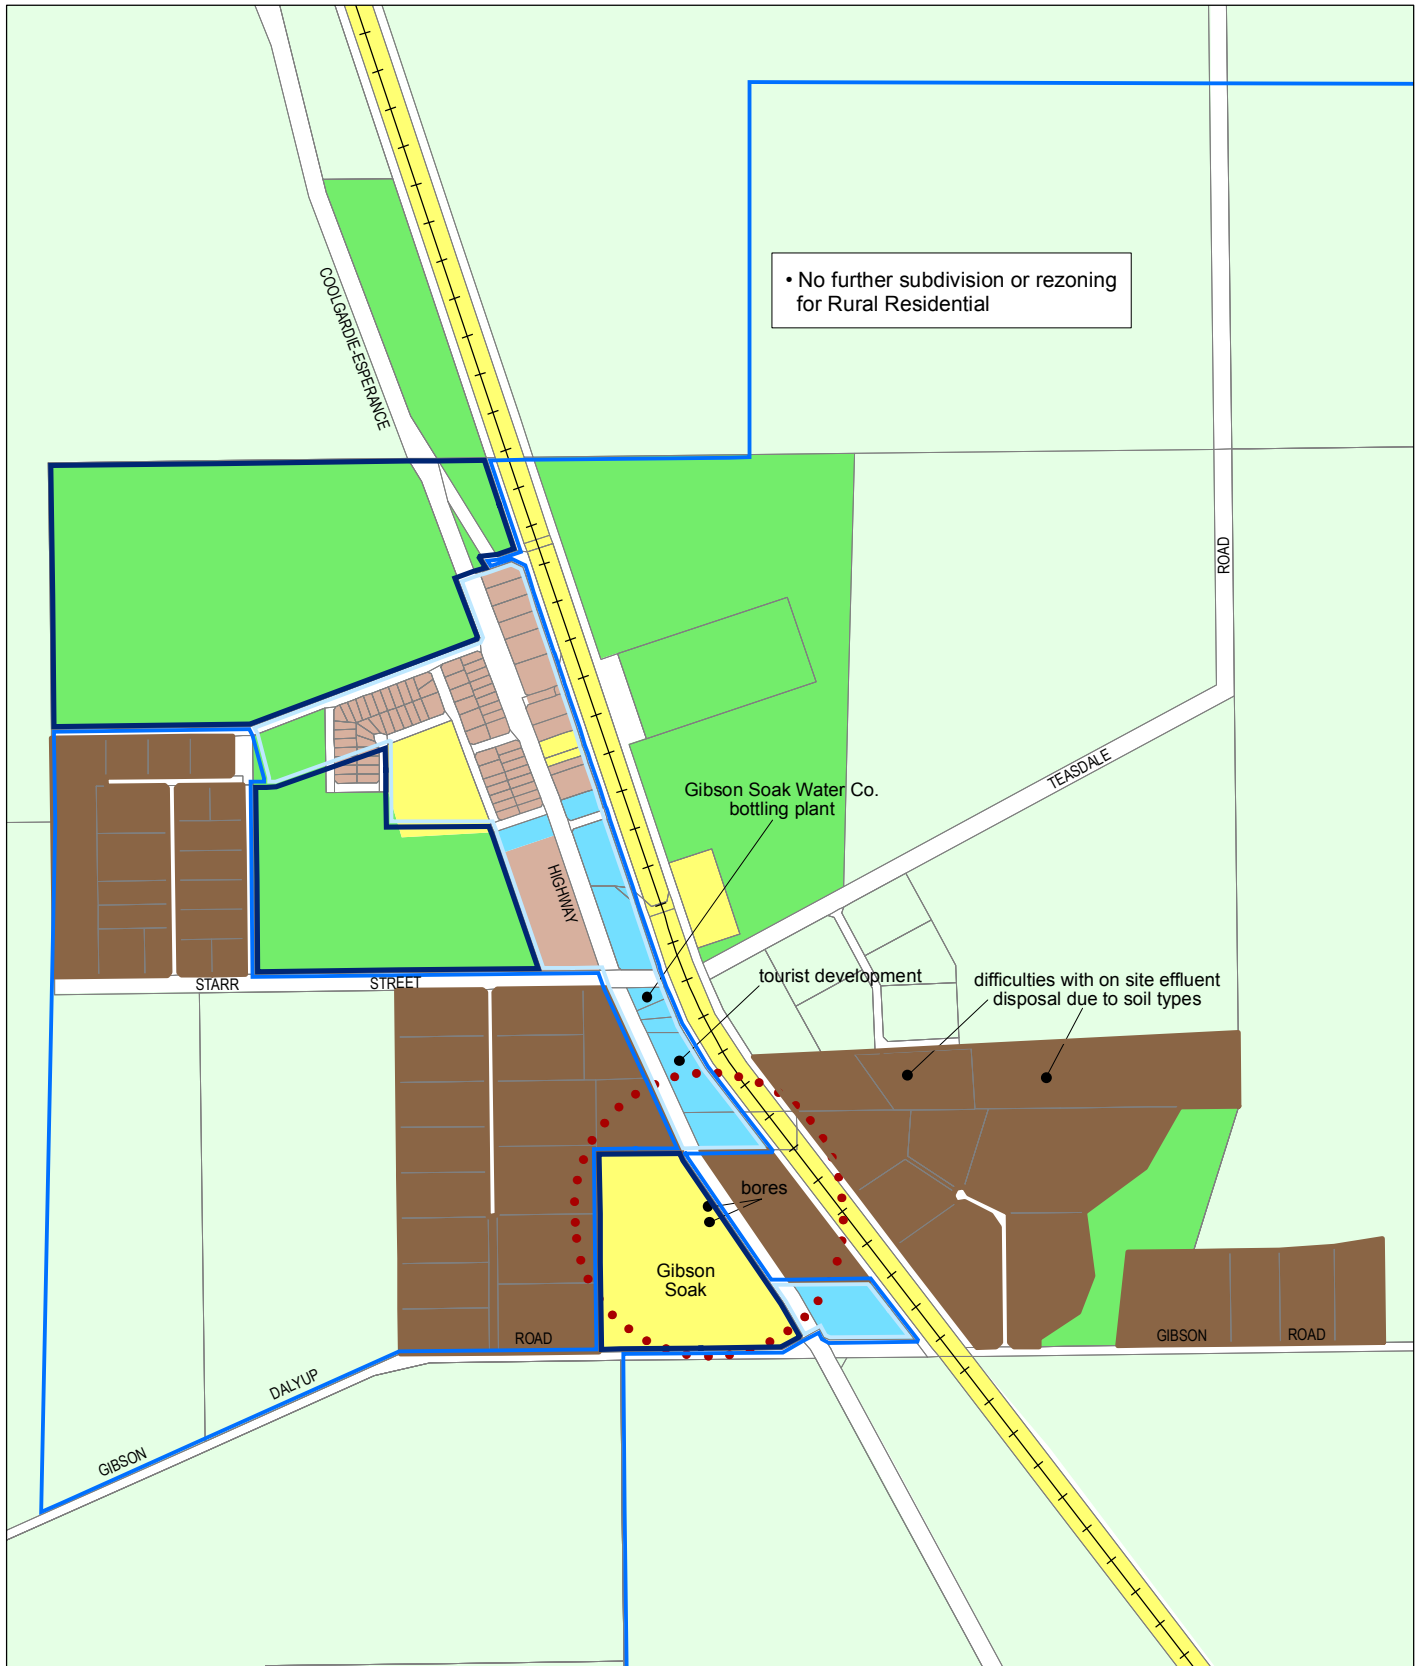 • No further subdivision or rezoning
for Rural Residential
COOLGARDIE-ESPERANCE
ROAD
TEASDALE
Gibson Soak Water Co.
bottling plant
HIGHWAY
tourist development
difficulties with on site effluent
disposal due to soil types
STARR
STREET
bores
Gibson
Soak
ROAD
GIBSON
ROAD
DALYUP
GIBSON